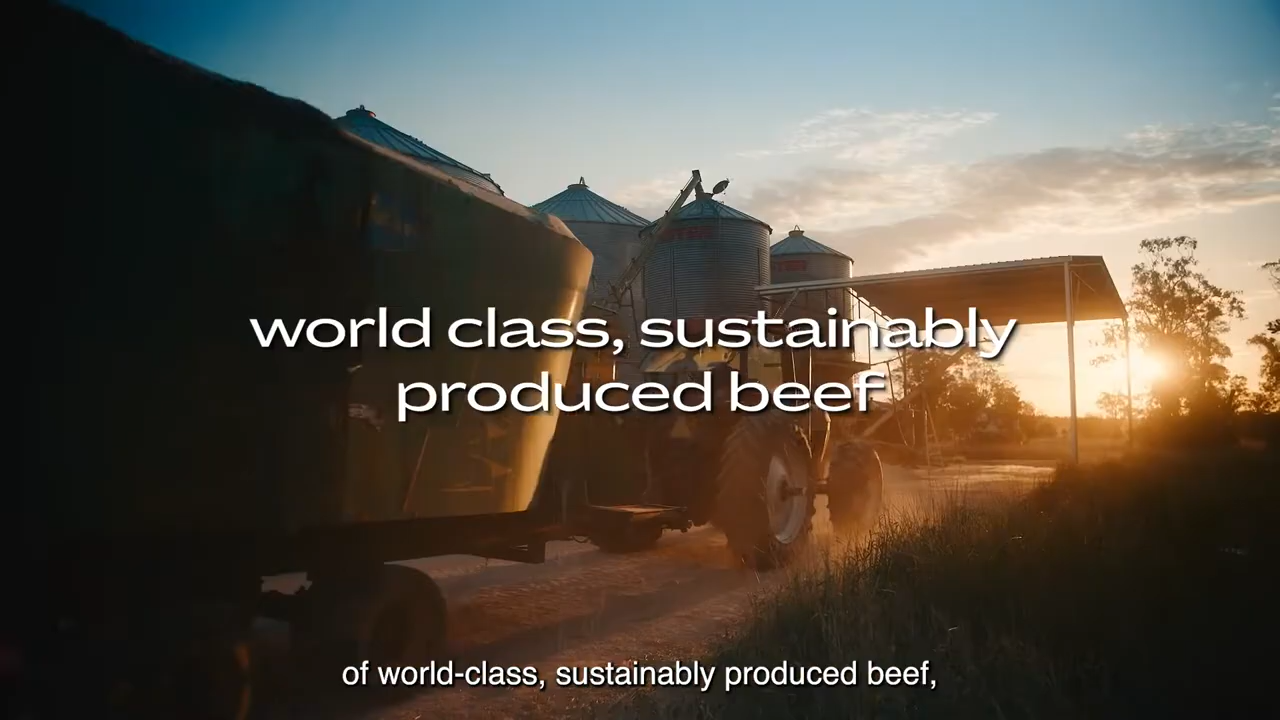 world class, sustainably
produced beef
of world-class, sustainably produced beef,